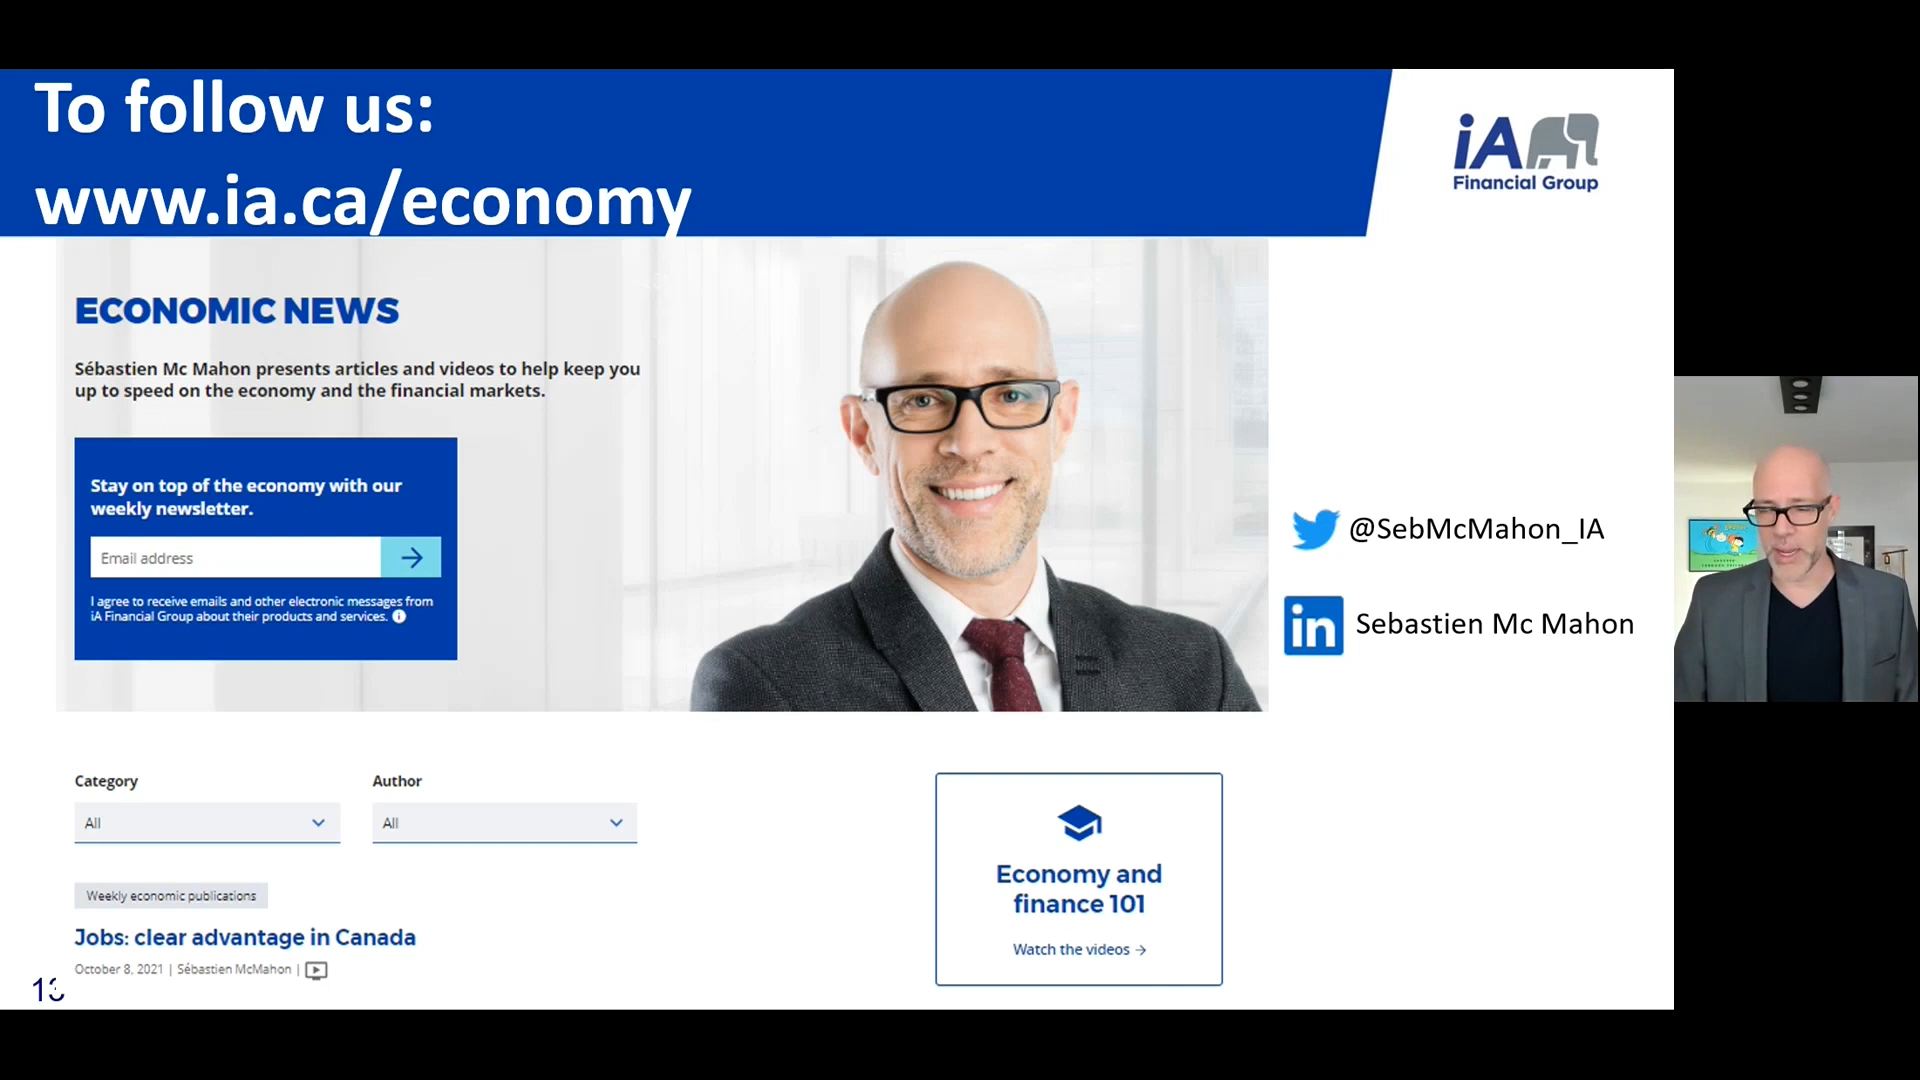 To follow us:
www.ia.ca/economy
iA
Financial Group
ECONOMIC NEWS
Sébastien Mc Mahon presents articles and videos to help keep you
up to speed on the economy and the financial markets.
Stay on top of the economy with our
weekly newsletter.
Email address
I agree to receive emails and other electronic messages from
iA Financial Group about their products and services.
@SebMcMahon_IA
in
Sebastien Mc Mahon
Category
Author
All
All
Weekly economic publications
Jobs: clear advantage in Canada
October 8, 2021 | Sébastien McMahon |
Economy and
finance 101
Watch the videos →